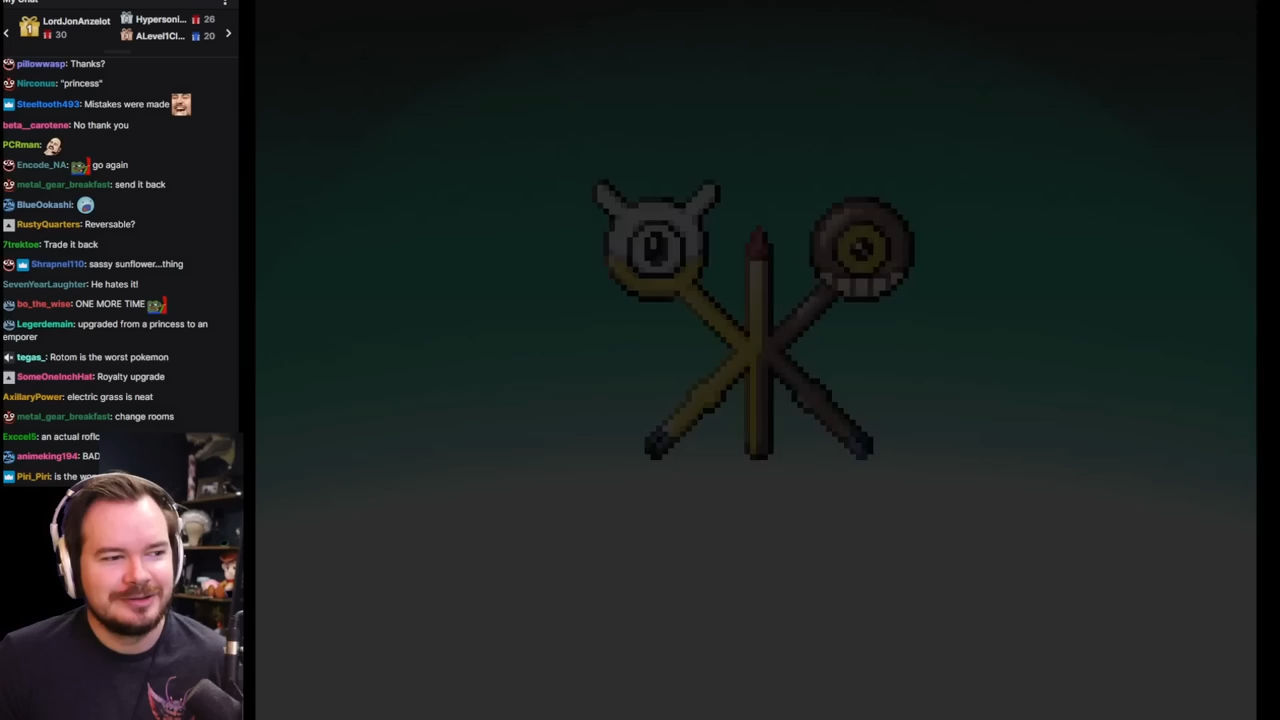 My Chat
LordJonAnzelot
30
Hypersoni... 26
ALevel1Cl... 20
pillowwasp: Thanks?
Nirconus: "princess"
Steeltooth493: Mistakes were made
beta__carotene: No thank you
PCRman:
Encode_NA: go again
metal_gear_breakfast: send it back
BlueOokashi:
RustyQuarters: Reversable?
7trektoe: Trade it back
Shrapnel110: sassy sunflower...thing
SevenYearLaughter: He hates it!
bo_the_wise: ONE MORE TIME
Legerdemain: upgraded from a princess to an
emporer
tegas_: Rotom is the worst pokemon
SomeOneInchHat: Royalty upgrade
AxillaryPower: electric grass is neat
metal_gear_breakfast: change rooms
Exccel5: an actual roflc
animeking194: BAD
Piri_Piri: is the wo